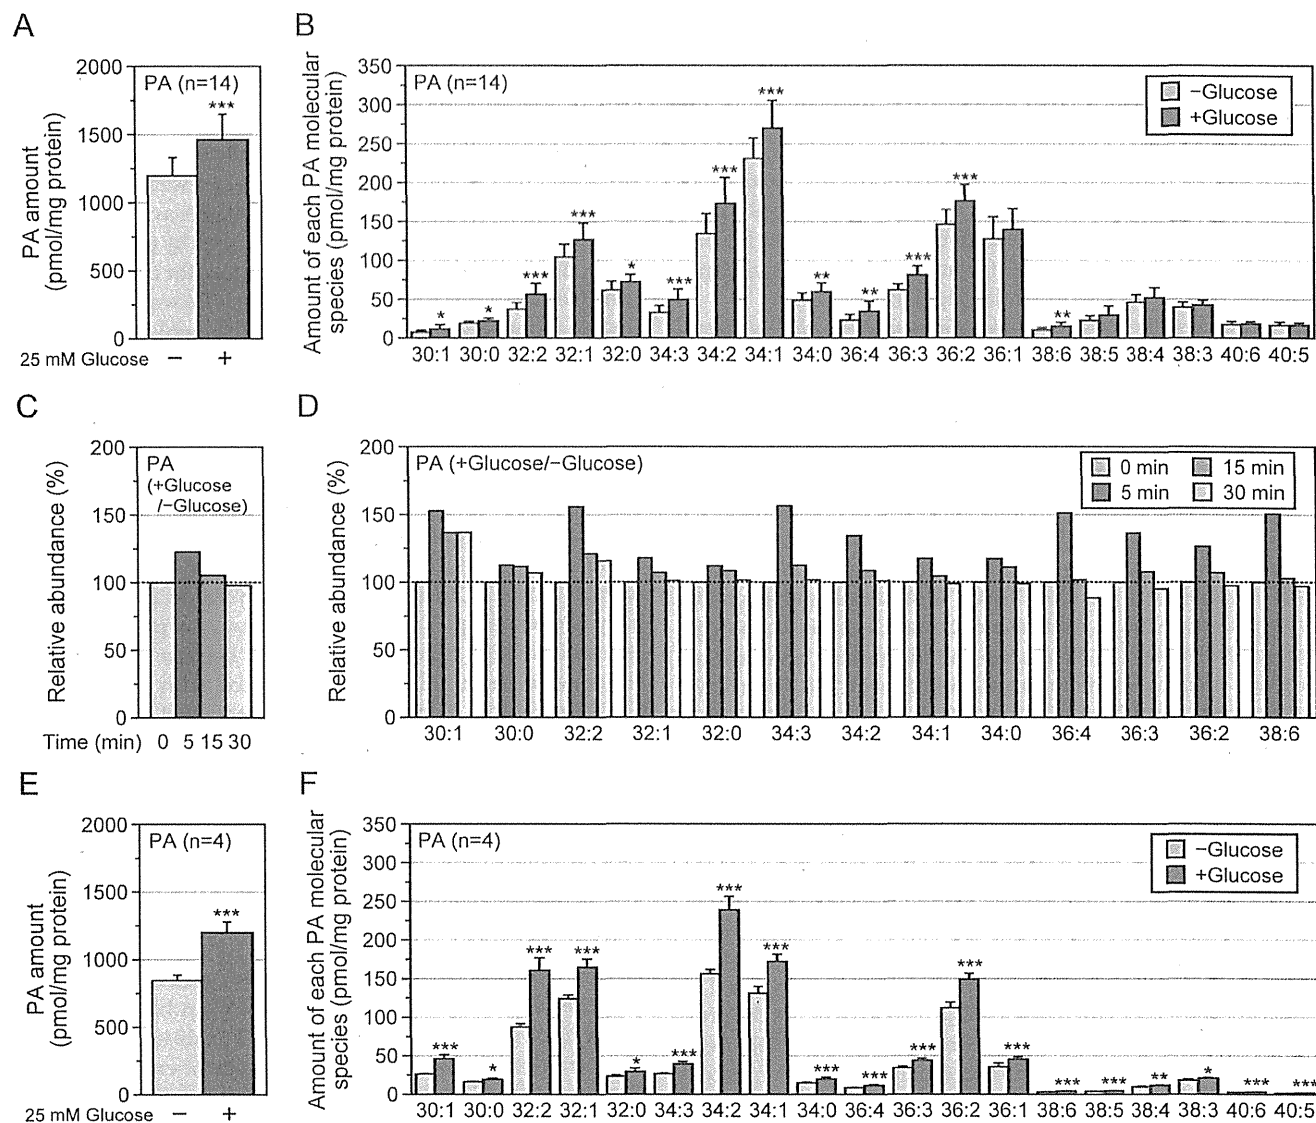 A
PA amount
(pmol/mg protein)
2000
1500
1000
500
0
PA (n=14)
***
25 mM Glucose − +
B
Amount of each PA molecular
species (pmol/mg protein)
350
300
250
200
150
100
50
0
PA (n=14)
−Glucose
+Glucose
* * *** *** * *** *** *** ** ** *** *** **
30:1 30:0 32:2 32:1 32:0 34:3 34:2 34:1 34:0 36:4 36:3 36:2 36:1 38:6 38:5 38:4 38:3 40:6 40:5
C
Relative abundance (%)
200
150
100
50
0
PA
(+Glucose
/−Glucose)
Time (min) 0 5 15 30
D
Relative abundance (%)
200
150
100
50
0
PA (+Glucose/−Glucose)
0 min 15 min
5 min 30 min
30:1 30:0 32:2 32:1 32:0 34:3 34:2 34:1 34:0 36:4 36:3 36:2 38:6
E
PA amount
(pmol/mg protein)
2000
1500
1000
500
0
PA (n=4)
***
25 mM Glucose − +
F
Amount of each PA molecular
species (pmol/mg protein)
350
300
250
200
150
100
50
0
PA (n=4)
−Glucose
+Glucose
*** * *** *** * *** *** *** *** *** *** *** *** *** *** ** * *** ***
30:1 30:0 32:2 32:1 32:0 34:3 34:2 34:1 34:0 36:4 36:3 36:2 36:1 38:6 38:5 38:4 38:3 40:6 40:5